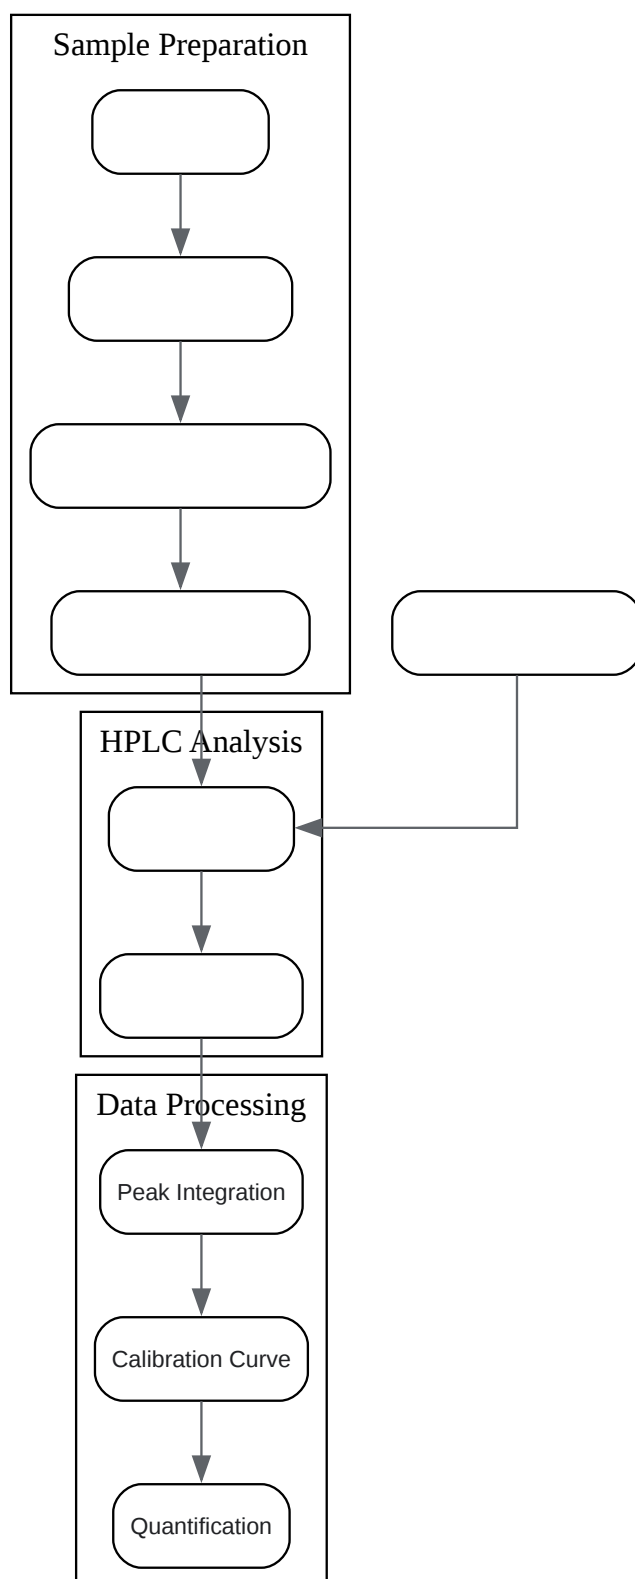 Sample Preparation
HPLC Analysis
Data Processing
Peak Integration
Calibration Curve
Quantification